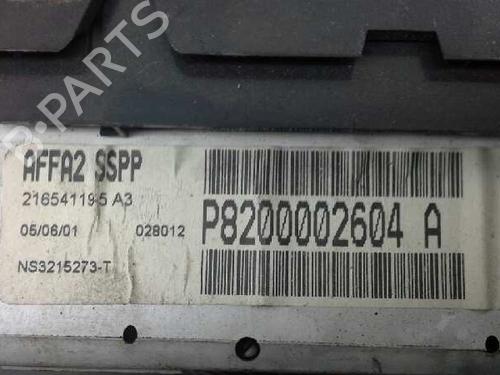 AFFA2 SSPP
21654119-5 A3
05/06/01 028012
NS3215273-T
P8200002604 A
B-PARTS